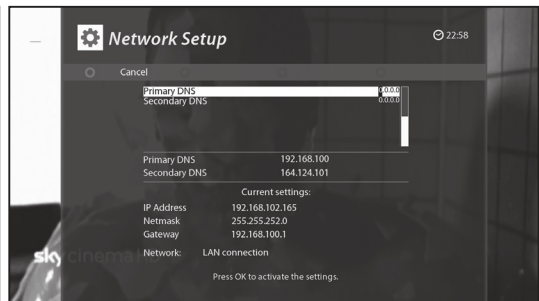 Network Setup 22:58
Cancel
Primary DNS 0.0.0.0
Secondary DNS 0.0.0.0
Primary DNS 192.168.100
Secondary DNS 164.124.101
Current settings:
IP Address 192.168.102.165
Netmask 255.255.252.0
Gateway 192.168.100.1
Network: LAN connection
sky cinema HD
Press OK to activate the settings.